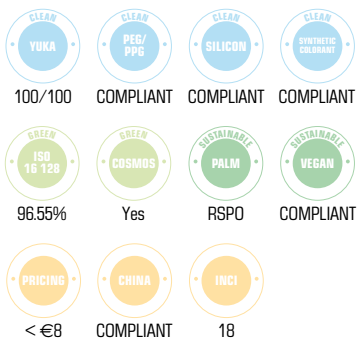 CLEAN CLEAN CLEAN CLEAN
YUKA PEG/ PPG SILICON SYNTHETIC COLORANT
100/100 COMPLIANT COMPLIANT COMPLIANT
GREEN GREEN SUSTAINABLE SUSTAINABLE
ISO 16 128 COSMOS PALM VEGAN
96.55% Yes RSPO COMPLIANT
PRICING CHINA INCI
< €8 COMPLIANT 18